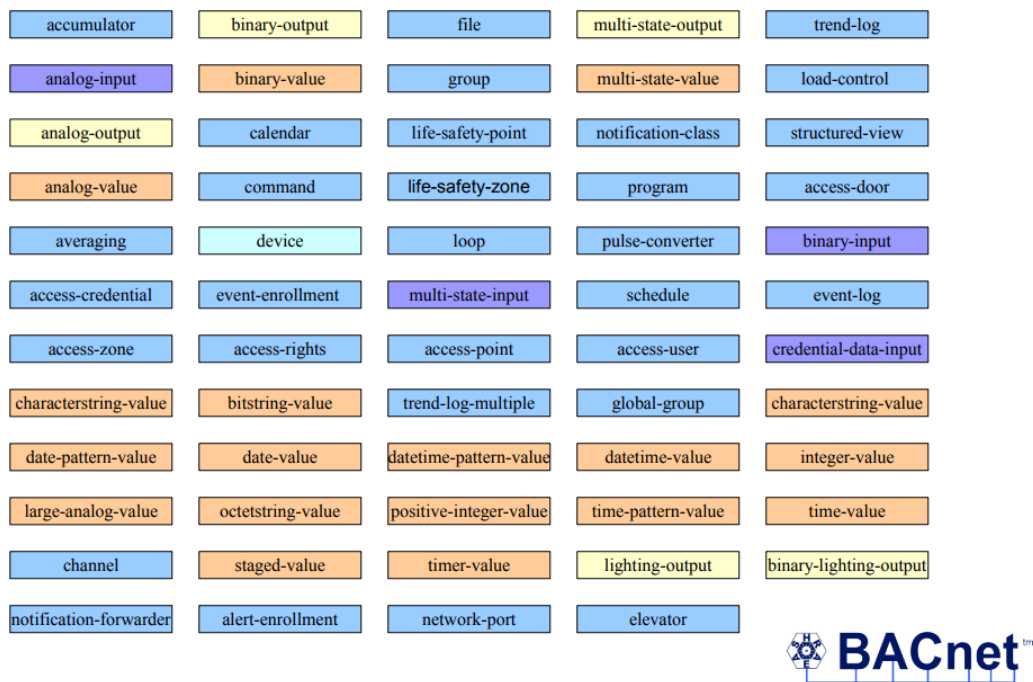 accumulator binary-output file multi-state-output trend-log
analog-input binary-value group multi-state-value load-control
analog-output calendar life-safety-point notification-class structured-view
analog-value command life-safety-zone program access-door
averaging device loop pulse-converter binary-input
access-credential event-enrollment multi-state-input schedule event-log
access-zone access-rights access-point access-user credential-data-input
characterstring-value bitstring-value trend-log-multiple global-group characterstring-value
date-pattern-value date-value datetime-pattern-value datetime-value integer-value
large-analog-value octetstring-value positive-integer-value time-pattern-value time-value
channel staged-value timer-value lighting-output binary-lighting-output
notification-forwarder alert-enrollment network-port elevator
ASHRAE BACnet tm